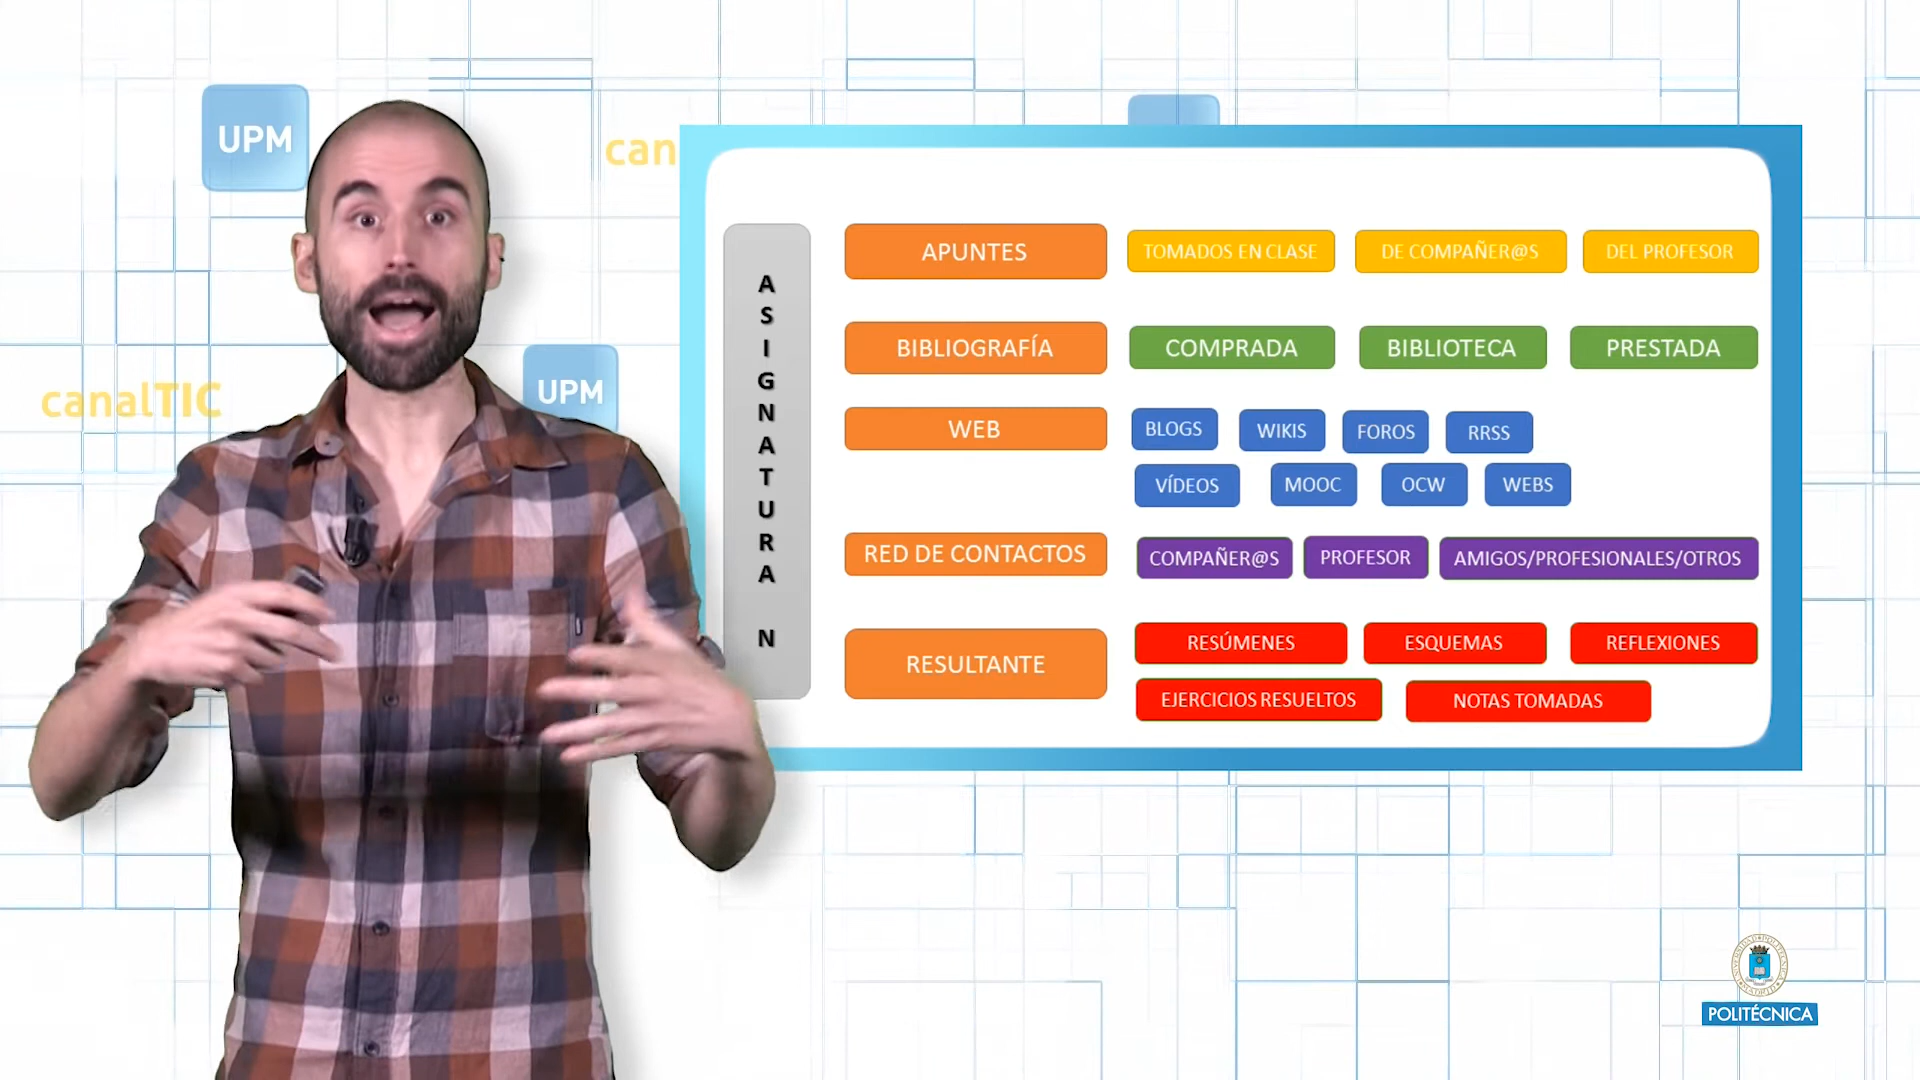 UPM
can
canalTIC
UPM
ASIGNATURA N
APUNTES
TOMADOS EN CLASE
DE COMPAÑER@S
DEL PROFESOR
BIBLIOGRAFÍA
COMPRADA
BIBLIOTECA
PRESTADA
WEB
BLOGS
WIKIS
FOROS
RRSS
VÍDEOS
MOOC
OCW
WEBS
RED DE CONTACTOS
COMPAÑER@S
PROFESOR
AMIGOS/PROFESIONALES/OTROS
RESULTANTE
RESÚMENES
ESQUEMAS
REFLEXIONES
EJERCICIOS RESUELTOS
NOTAS TOMADAS
POLITÉCNICA